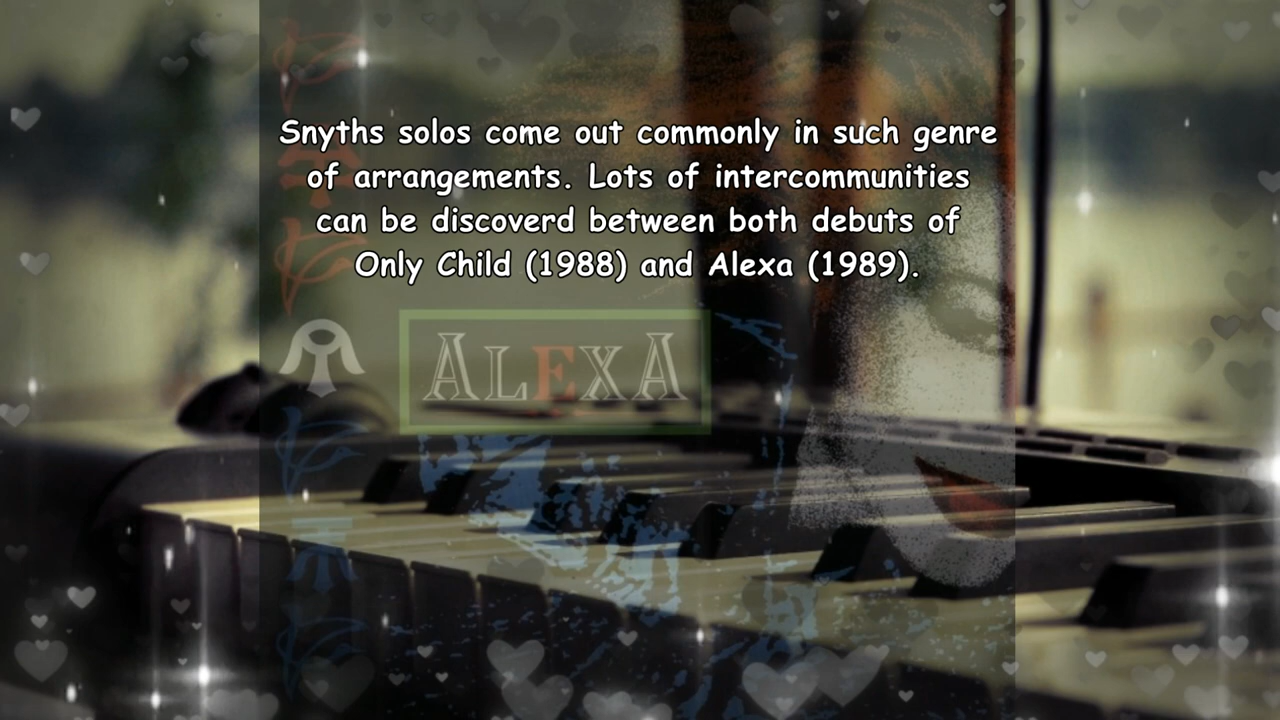 Snyths solos come out commonly in such genre
of arrangements. Lots of intercommunities
can be discoverd between both debuts of
Only Child (1988) and Alexa (1989).
ALEXA